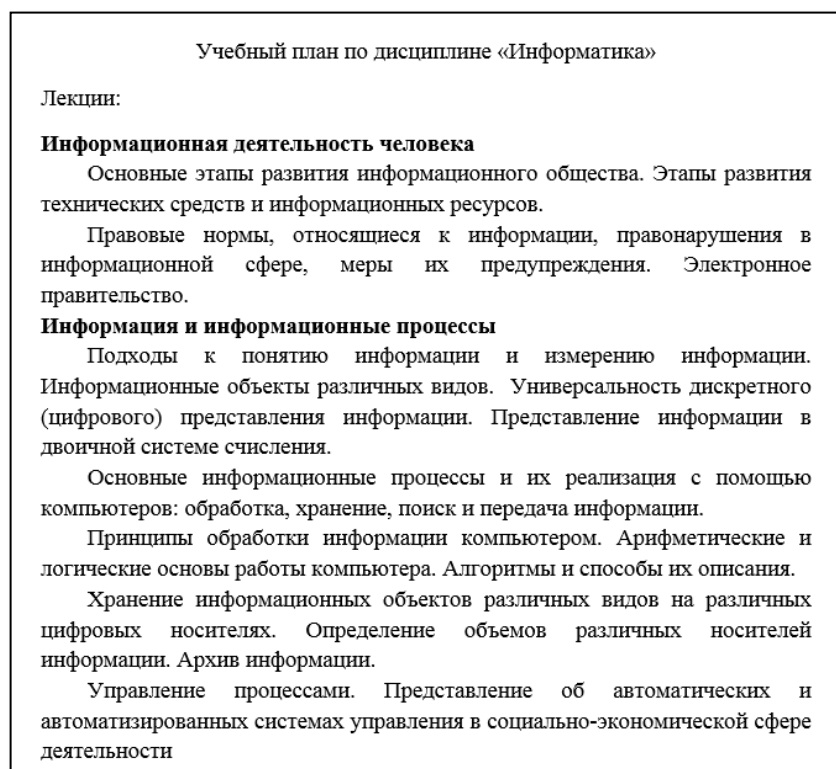 Учебный план по дисциплине «Информатика»
Лекции:
Информационная деятельность человека
Основные этапы развития информационного общества. Этапы развития
технических средств и информационных ресурсов.
Правовые нормы, относящиеся к информации, правонарушения в
информационной сфере, меры их предупреждения. Электронное
правительство.
Информация и информационные процессы
Подходы к понятию информации и измерению информации.
Информационные объекты различных видов. Универсальность дискретного
(цифрового) представления информации. Представление информации в
двоичной системе счисления.
Основные информационные процессы и их реализация с помощью
компьютеров: обработка, хранение, поиск и передача информации.
Принципы обработки информации компьютером. Арифметические и
логические основы работы компьютера. Алгоритмы и способы их описания.
Хранение информационных объектов различных видов на различных
цифровых носителях. Определение объемов различных носителей
информации. Архив информации.
Управление процессами. Представление об автоматических и
автоматизированных системах управления в социально-экономической сфере
деятельности